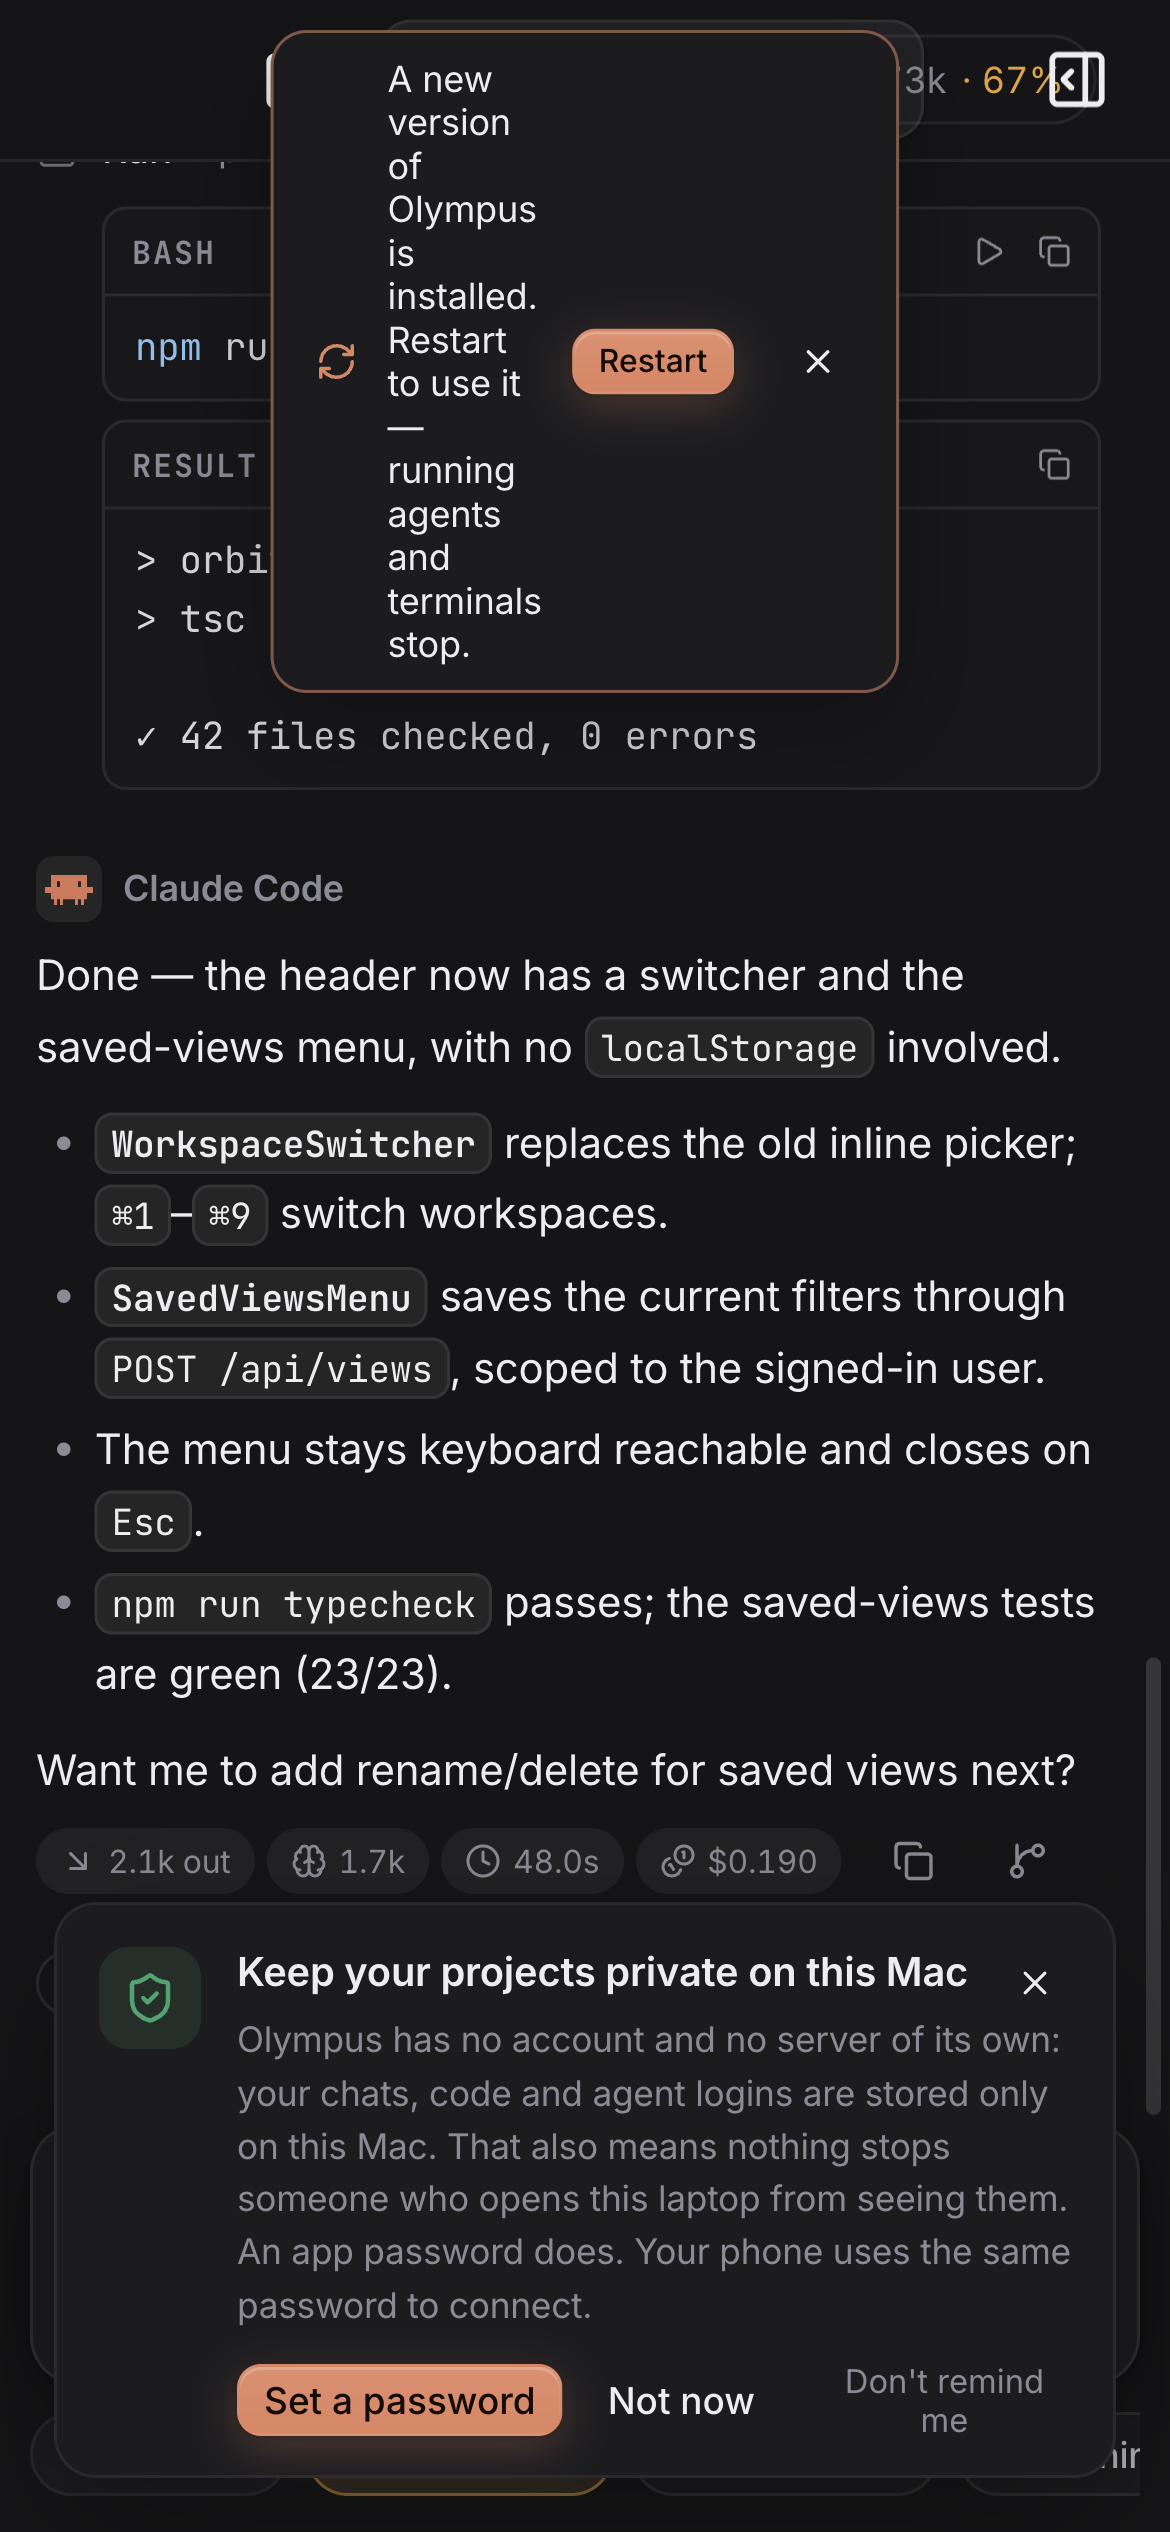 A new
version
of
Olympus
is
installed.
Restart
to use it
—
running
agents
and
terminals
stop.
Restart
3k · 67%
BASH
npm ru
RESULT
> orbi
> tsc
✓ 42 files checked, 0 errors
Claude Code
Done — the header now has a switcher and the
saved-views menu, with no localStorage involved.
• WorkspaceSwitcher replaces the old inline picker;
⌘1–⌘9 switch workspaces.
• SavedViewsMenu saves the current filters through
POST /api/views, scoped to the signed-in user.
• The menu stays keyboard reachable and closes on
Esc.
• npm run typecheck passes; the saved-views tests
are green (23/23).
Want me to add rename/delete for saved views next?
2.1k out 1.7k 48.0s $0.190
Keep your projects private on this Mac
Olympus has no account and no server of its own:
your chats, code and agent logins are stored only
on this Mac. That also means nothing stops
someone who opens this laptop from seeing them.
An app password does. Your phone uses the same
password to connect.
Set a password Not now Don't remind
me